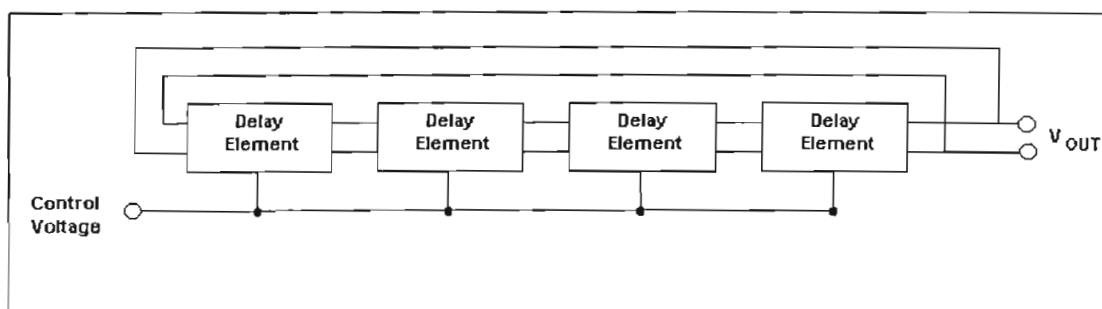 Delay
Element
Delay
Element
Delay
Element
Delay
Element
V OUT
Control
Voltage